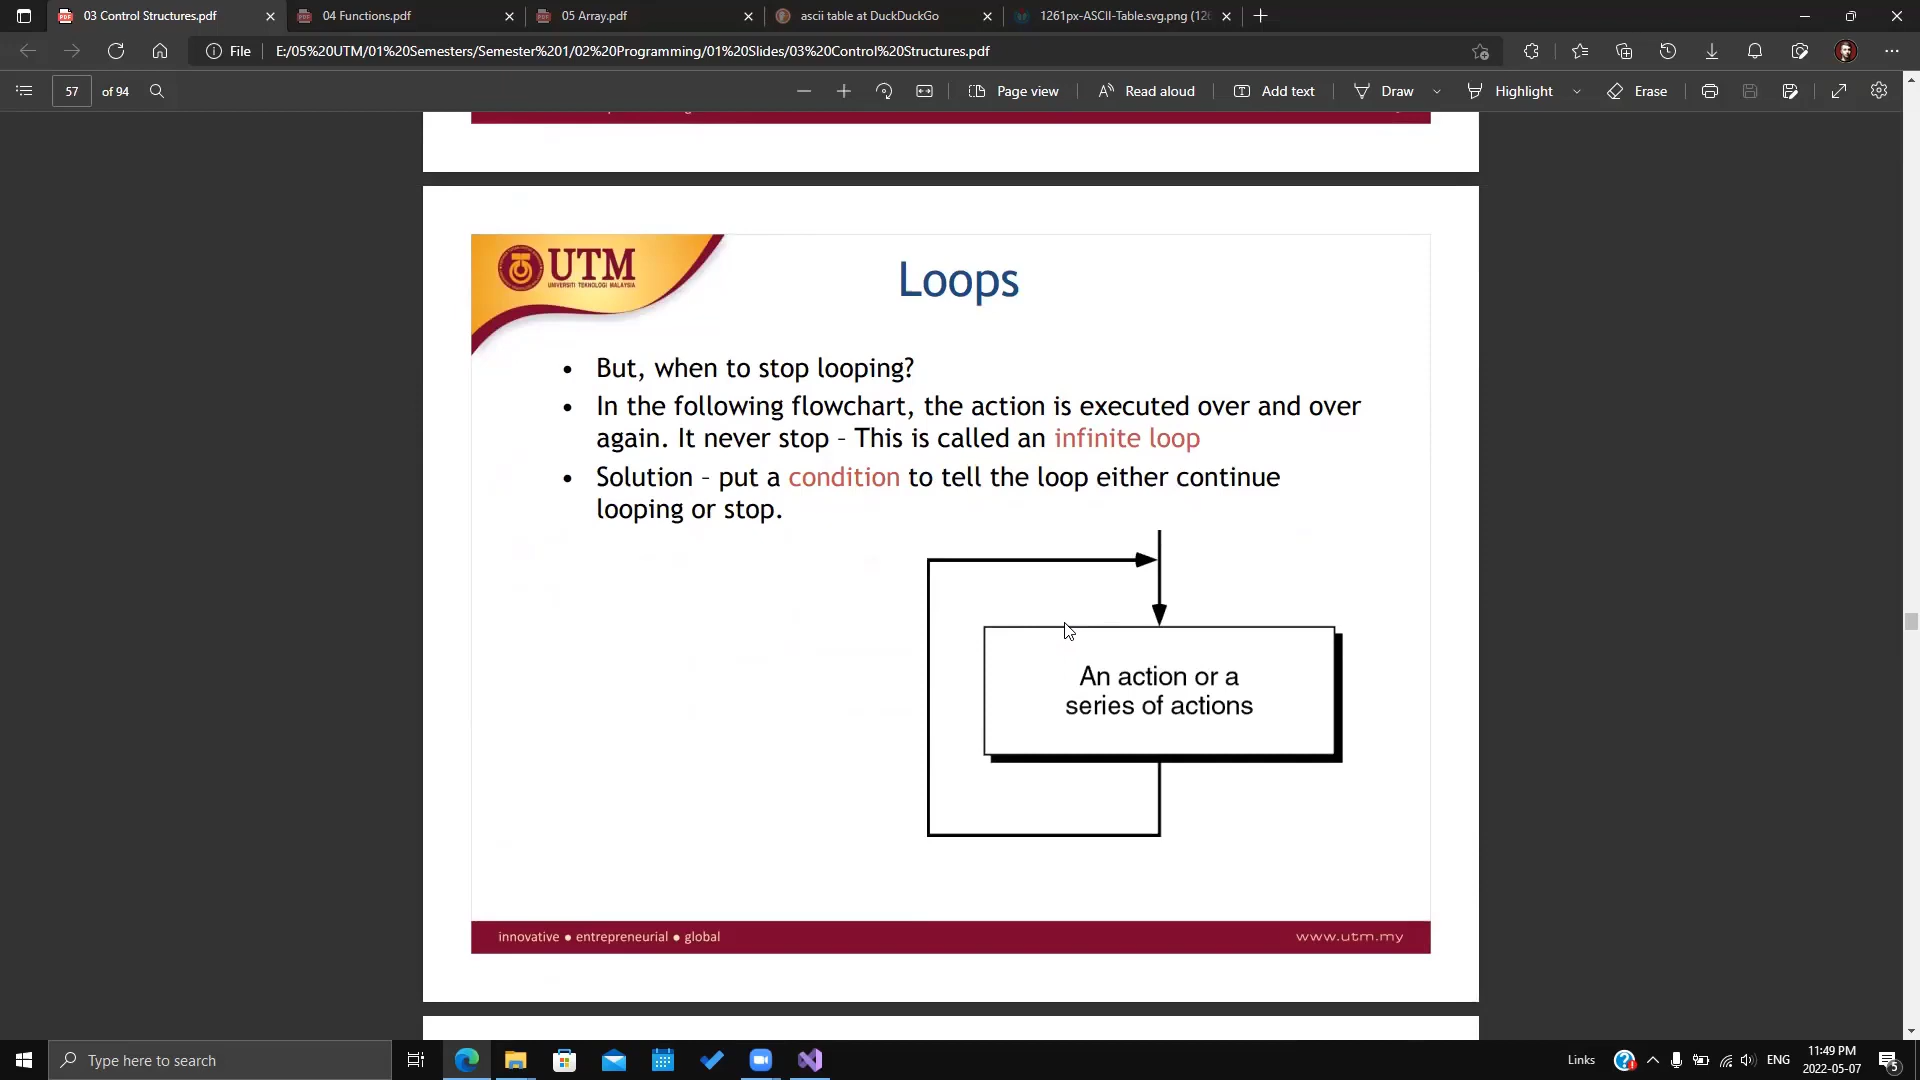 03 Control Structures.pdf
04 Functions.pdf
05 Array.pdf
ascii table at DuckDuckGo
1261px-ASCII-Table.svg.png (126
File
E:/05%20UTM/01%20Semesters/Semester%201/02%20Programming/01%20Slides/03%20Control%20Structures.pdf
57 of 94
Page view
Read aloud
Add text
Draw
Highlight
Erase
UTM
UNIVERSITI TEKNOLOGI MALAYSIA
Loops
• But, when to stop looping?
• In the following flowchart, the action is executed over and over
again. It never stop – This is called an infinite loop
• Solution – put a condition to tell the loop either continue
looping or stop.
An action or a
series of actions
innovative ● entrepreneurial ● global
www.utm.my
Type here to search
Links
ENG
11:49 PM
2022-05-07
5